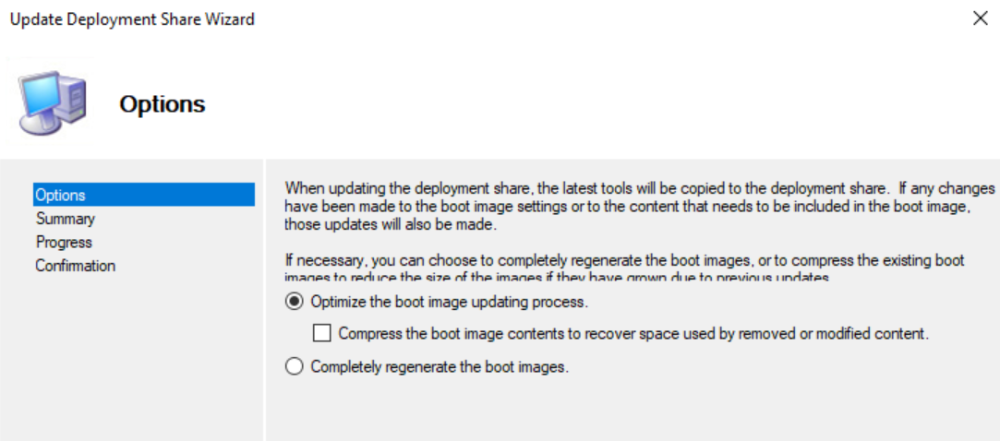 Update Deployment Share Wizard
Options
Options
Summary
Progress
Confirmation
When updating the deployment share, the latest tools will be copied to the deployment share.  If any changes
have been made to the boot image settings or to the content that needs to be included in the boot image,
those updates will also be made.
If necessary, you can choose to completely regenerate the boot images, or to compress the existing boot
images to reduce the size of the images if they have grown due to previous updates
Optimize the boot image updating process.
Compress the boot image contents to recover space used by removed or modified content.
Completely regenerate the boot images.